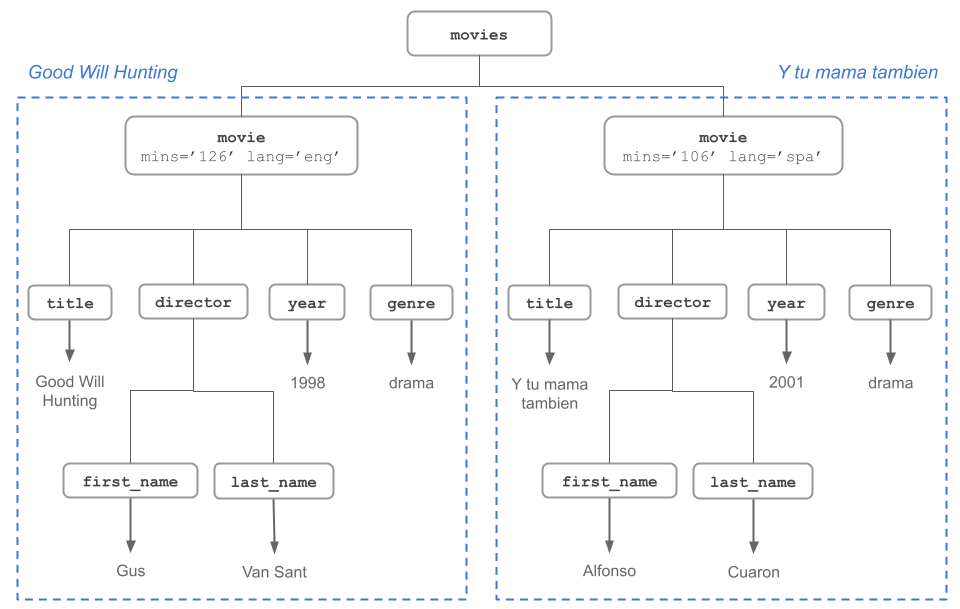 movies
Good Will Hunting
Y tu mama tambien
movie
mins=’126’ lang=’eng’
movie
mins=’106’ lang=’spa’
title
director
year
genre
title
director
year
genre
Good Will
Hunting
1998
drama
Y tu mama
tambien
2001
drama
first_name
last_name
first_name
last_name
Gus
Van Sant
Alfonso
Cuaron